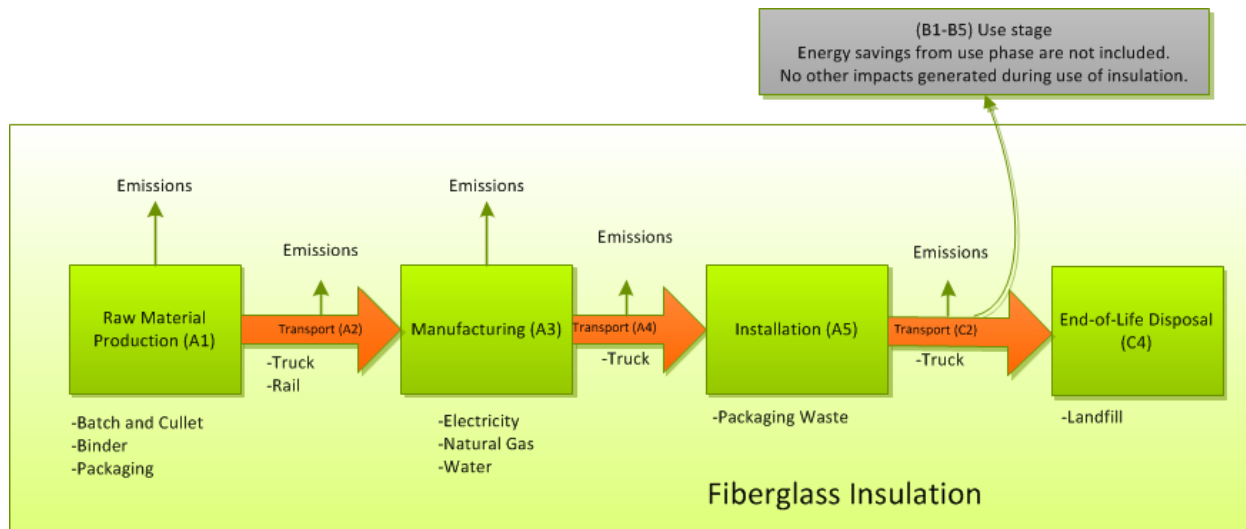 (B1-B5) Use stage
Energy savings from use phase are not included.
No other impacts generated during use of insulation.
Emissions
Emissions
Emissions
Emissions
Emissions
Raw Material
Production (A1)
Transport (A2)
Manufacturing (A3)
Transport (A4)
Installation (A5)
Transport (C2)
End-of-Life Disposal
(C4)
-Truck
-Rail
-Truck
-Truck
-Batch and Cullet
-Binder
-Packaging
-Electricity
-Natural Gas
-Water
-Packaging Waste
-Landfill
Fiberglass Insulation